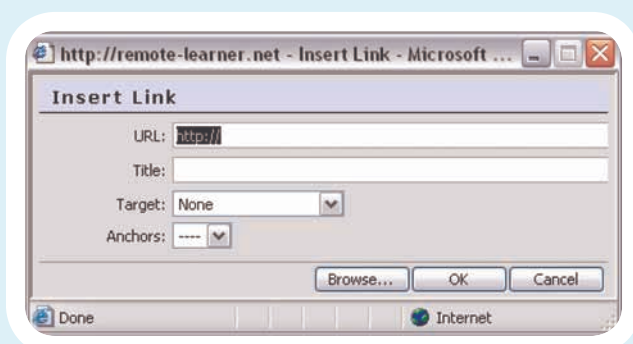 http://remote-learner.net - Insert Link - Microsoft ...
Insert Link
URL: http://
Title:
Target: None
Anchors: ----
Browse... OK Cancel
Done Internet